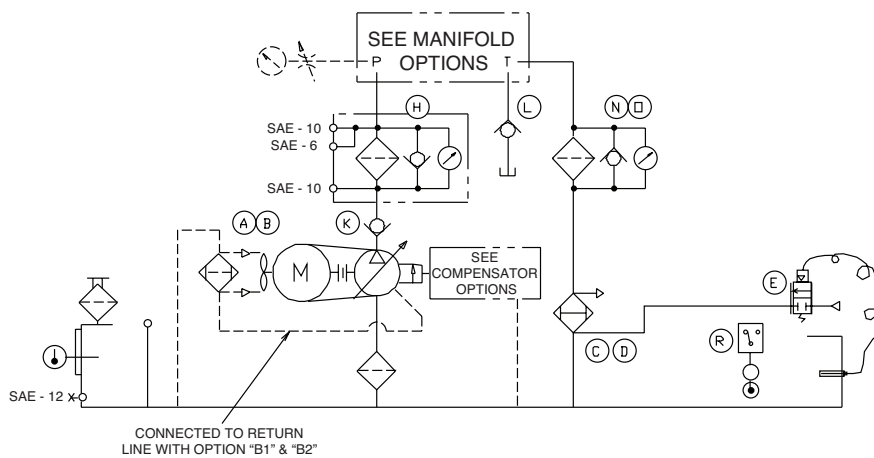 SEE MANIFOLD
OPTIONS
P
T
H
L
N
O
SAE - 10
SAE - 6
SAE - 10
A
B
K
M
SEE
COMPENSATOR
OPTIONS
E
C
D
R
SAE - 12
CONNECTED TO RETURN
LINE WITH OPTION "B1" & "B2"